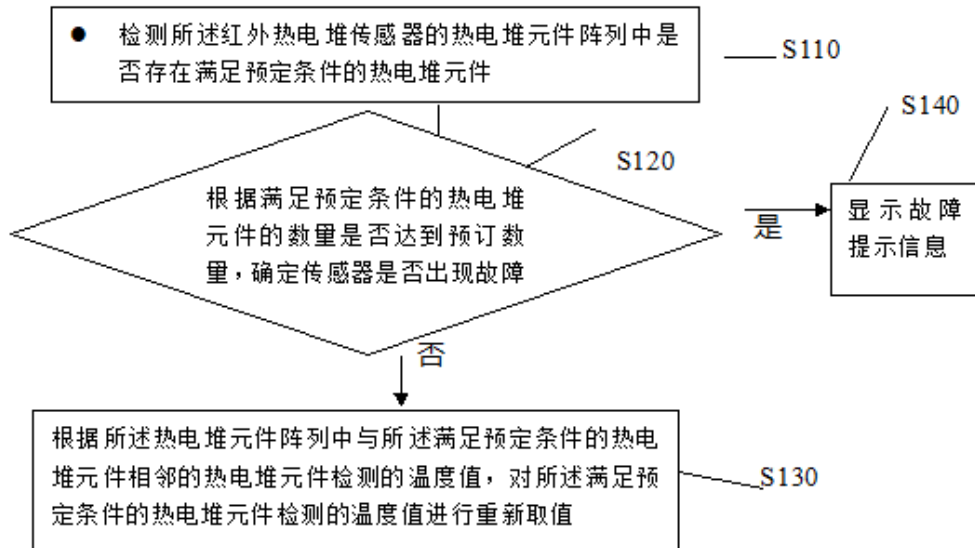 ● 检测所述红外热电堆传感器的热电堆元件阵列中是
否存在满足预定条件的热电堆元件
S110
S140
S120
根据满足预定条件的热电堆
元件的数量是否达到预订数
量，确定传感器是否出现故障
是
显示故障
提示信息
否
根据所述热电堆元件阵列中与所述满足预定条件的热电
堆元件相邻的热电堆元件检测的温度值，对所述满足预
定条件的热电堆元件检测的温度值进行重新取值
S130